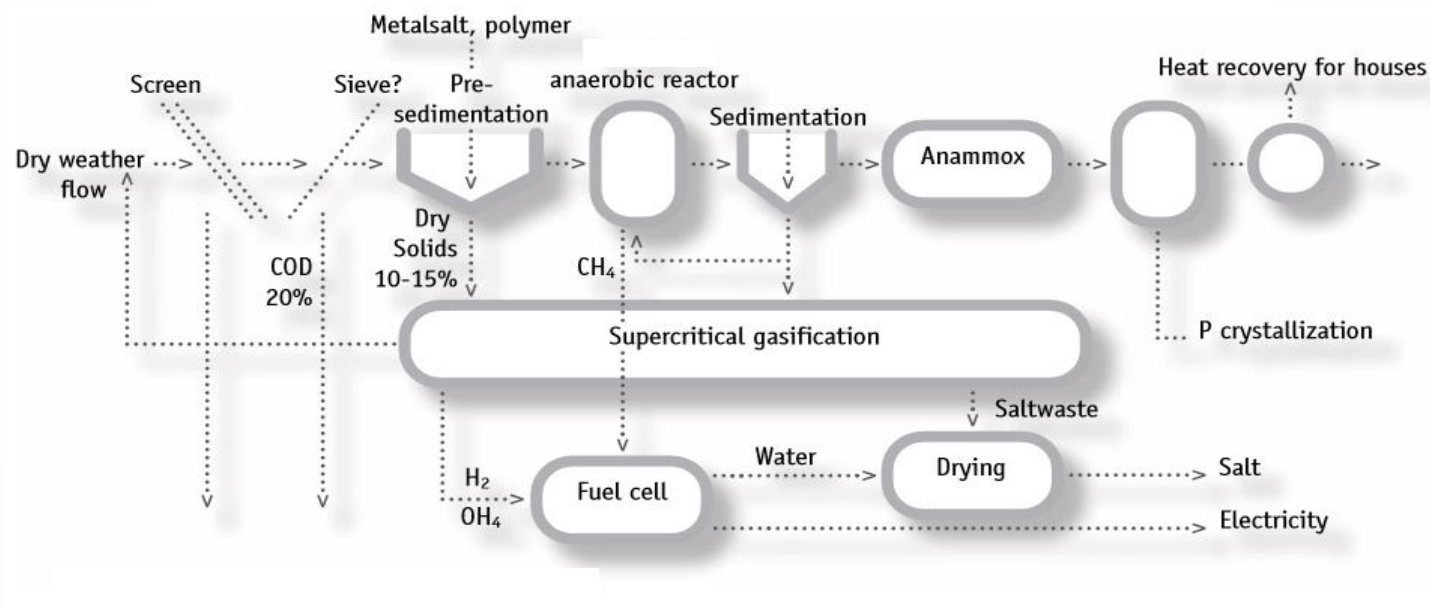 Metalsalt, polymer
Screen
Sieve?
Pre-
sedimentation
anaerobic reactor
Sedimentation
Heat recovery for houses
Dry weather
flow
Anammox
Dry
Solids
10-15%
COD
20%
CH₄
Supercritical gasification
P crystallization
Saltwaste
H₂
OH₄
Fuel cell
Water
Drying
Salt
Electricity